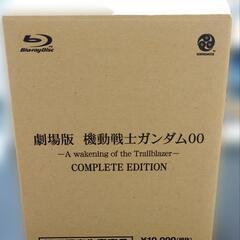 Blu-ray Disc
BANDAI
劇場版 機動戦士ガンダム00
—A wakening of the Trailblazer—
COMPLETE EDITION